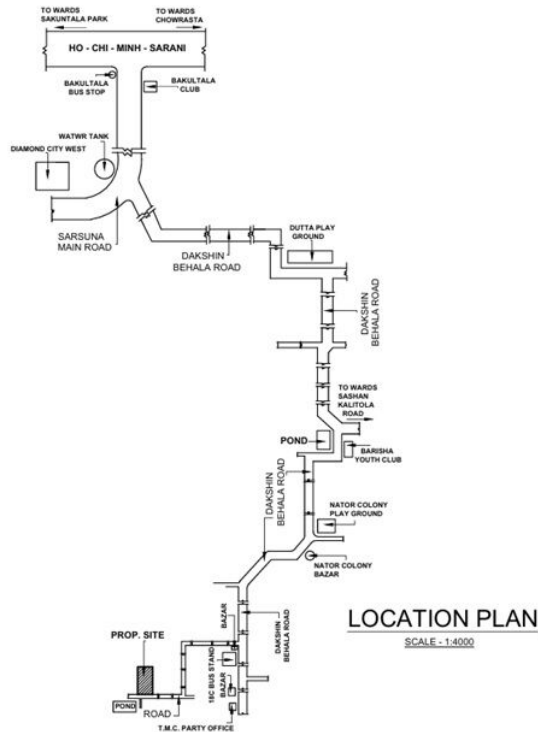 TO WARDS
SAKUNTALA PARK
TO WARDS
CHOWRASTA
HO - CHI - MINH - SARANI
BAKULTALA
BUS STOP
BAKULTALA
CLUB
WATWR TANK
DIAMOND CITY WEST
SARSUNA
MAIN ROAD
DAKSHIN
BEHALA ROAD
DUTTA PLAY
GROUND
DAKSHIN
BEHALA ROAD
TO WARDS
SASHAN
KALITOLA
ROAD
POND
BARISHA
YOUTH CLUB
DAKSHIN
BEHALA ROAD
NATOR COLONY
PLAY GROUND
NATOR COLONY
BAZAR
BAZAR
DAKSHIN
BEHALA ROAD
PROP. SITE
18C BUS STAND
BAZAR
POND
ROAD
T.M.C. PARTY OFFICE
LOCATION PLAN
SCALE - 1:4000